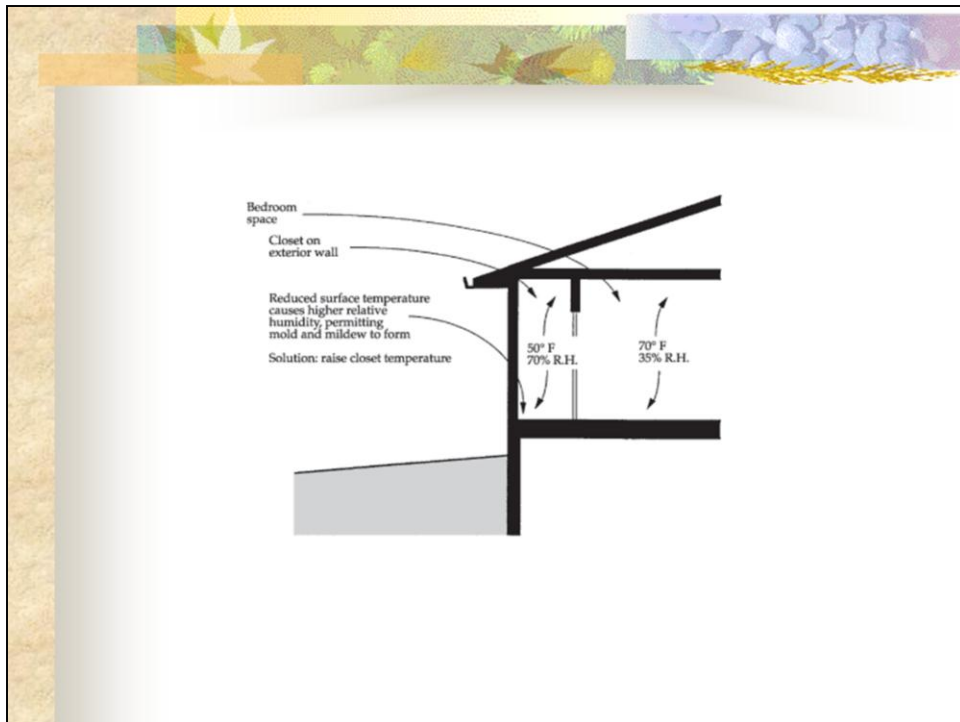 Bedroom
space
Closet on
exterior wall
Reduced surface temperature
causes higher relative
humidity, permitting
mold and mildew to form
Solution: raise closet temperature
50° F
70% R.H.
70° F
35% R.H.